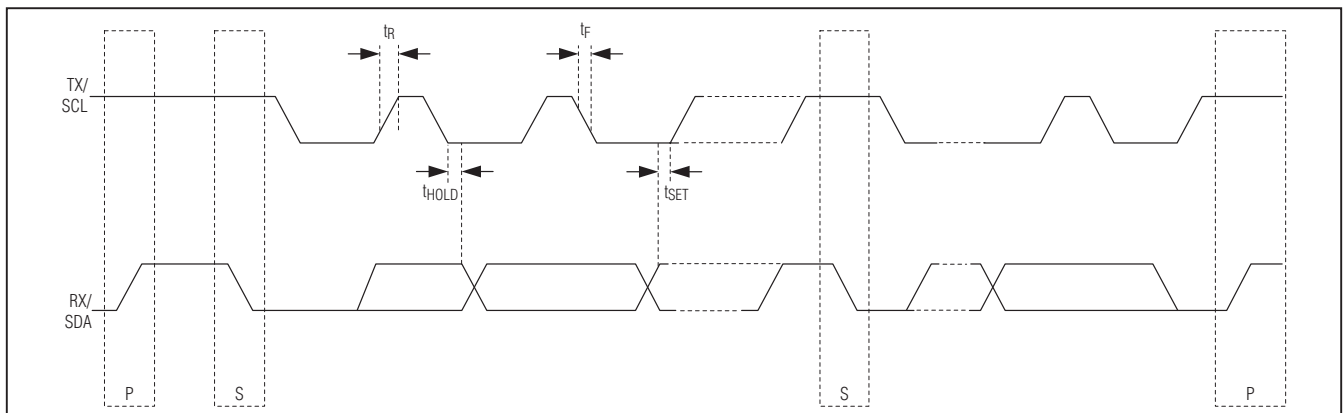 tR
tF
TX/
SCL
tHOLD
tSET
RX/
SDA
P
S
S
P